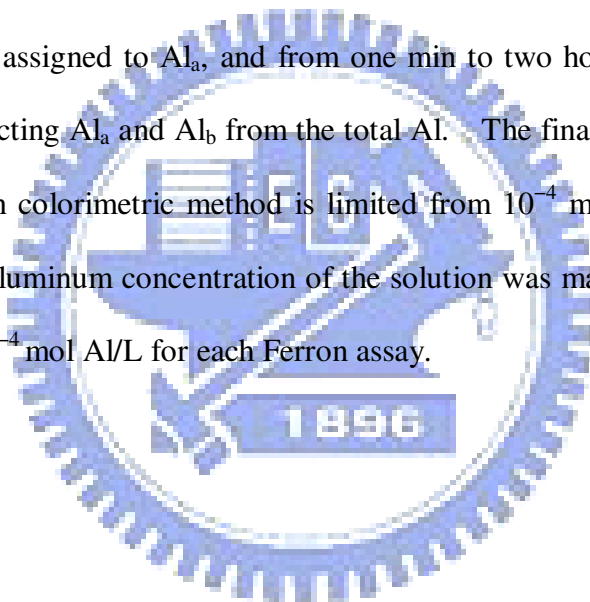 assigned to Alₐ, and from one min to two ho
cting Alₐ and Al_b from the total Al. The fina
colorimetric method is limited from 10⁻⁴ m
luminum concentration of the solution was ma
⁻⁴ mol Al/L for each Ferron assay.
1896